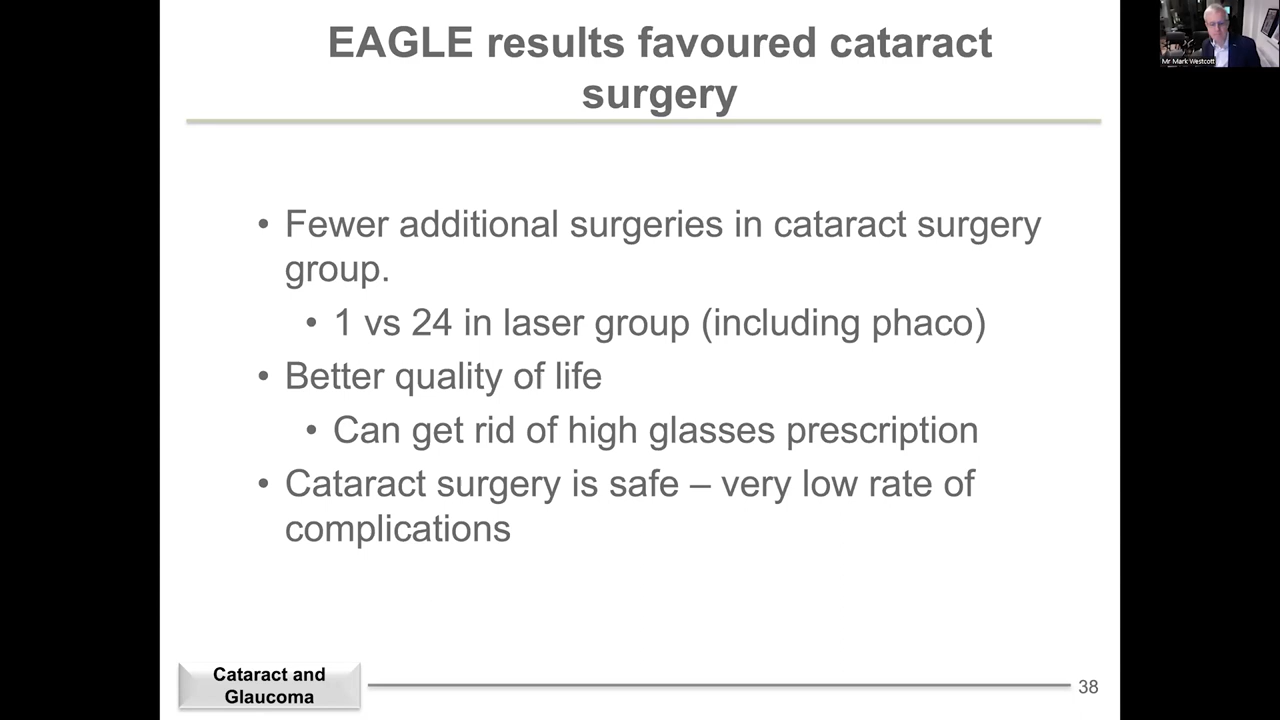 EAGLE results favoured cataract
surgery
• Fewer additional surgeries in cataract surgery
group.
• 1 vs 24 in laser group (including phaco)
• Better quality of life
• Can get rid of high glasses prescription
• Cataract surgery is safe – very low rate of
complications
Cataract and
Glaucoma
38
Mr Mark Westcott